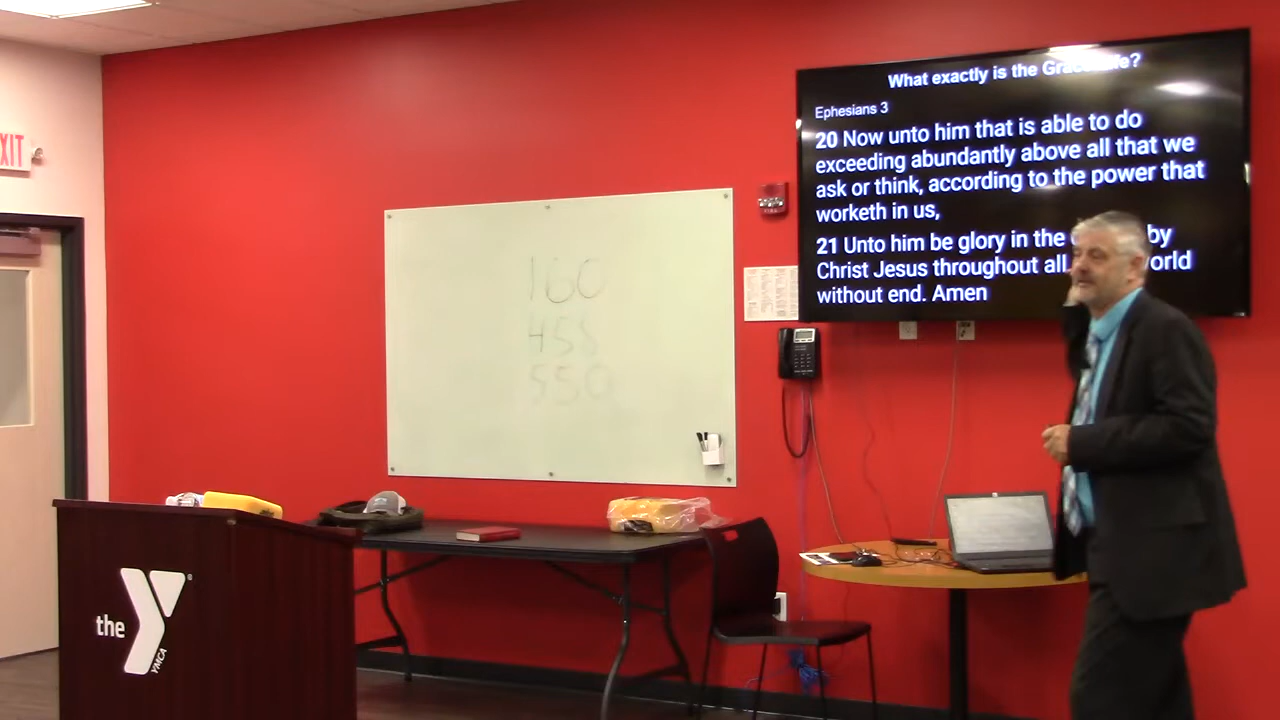 What exactly is the
Ephesians 3
20 Now unto him that is able to do
exceeding abundantly above all that we
ask or think, according to the power that
worketh in us,
21 Unto him be glory in the by
Christ Jesus throughout all
without end. Amen
XIT
160
455
550
the
YMCA